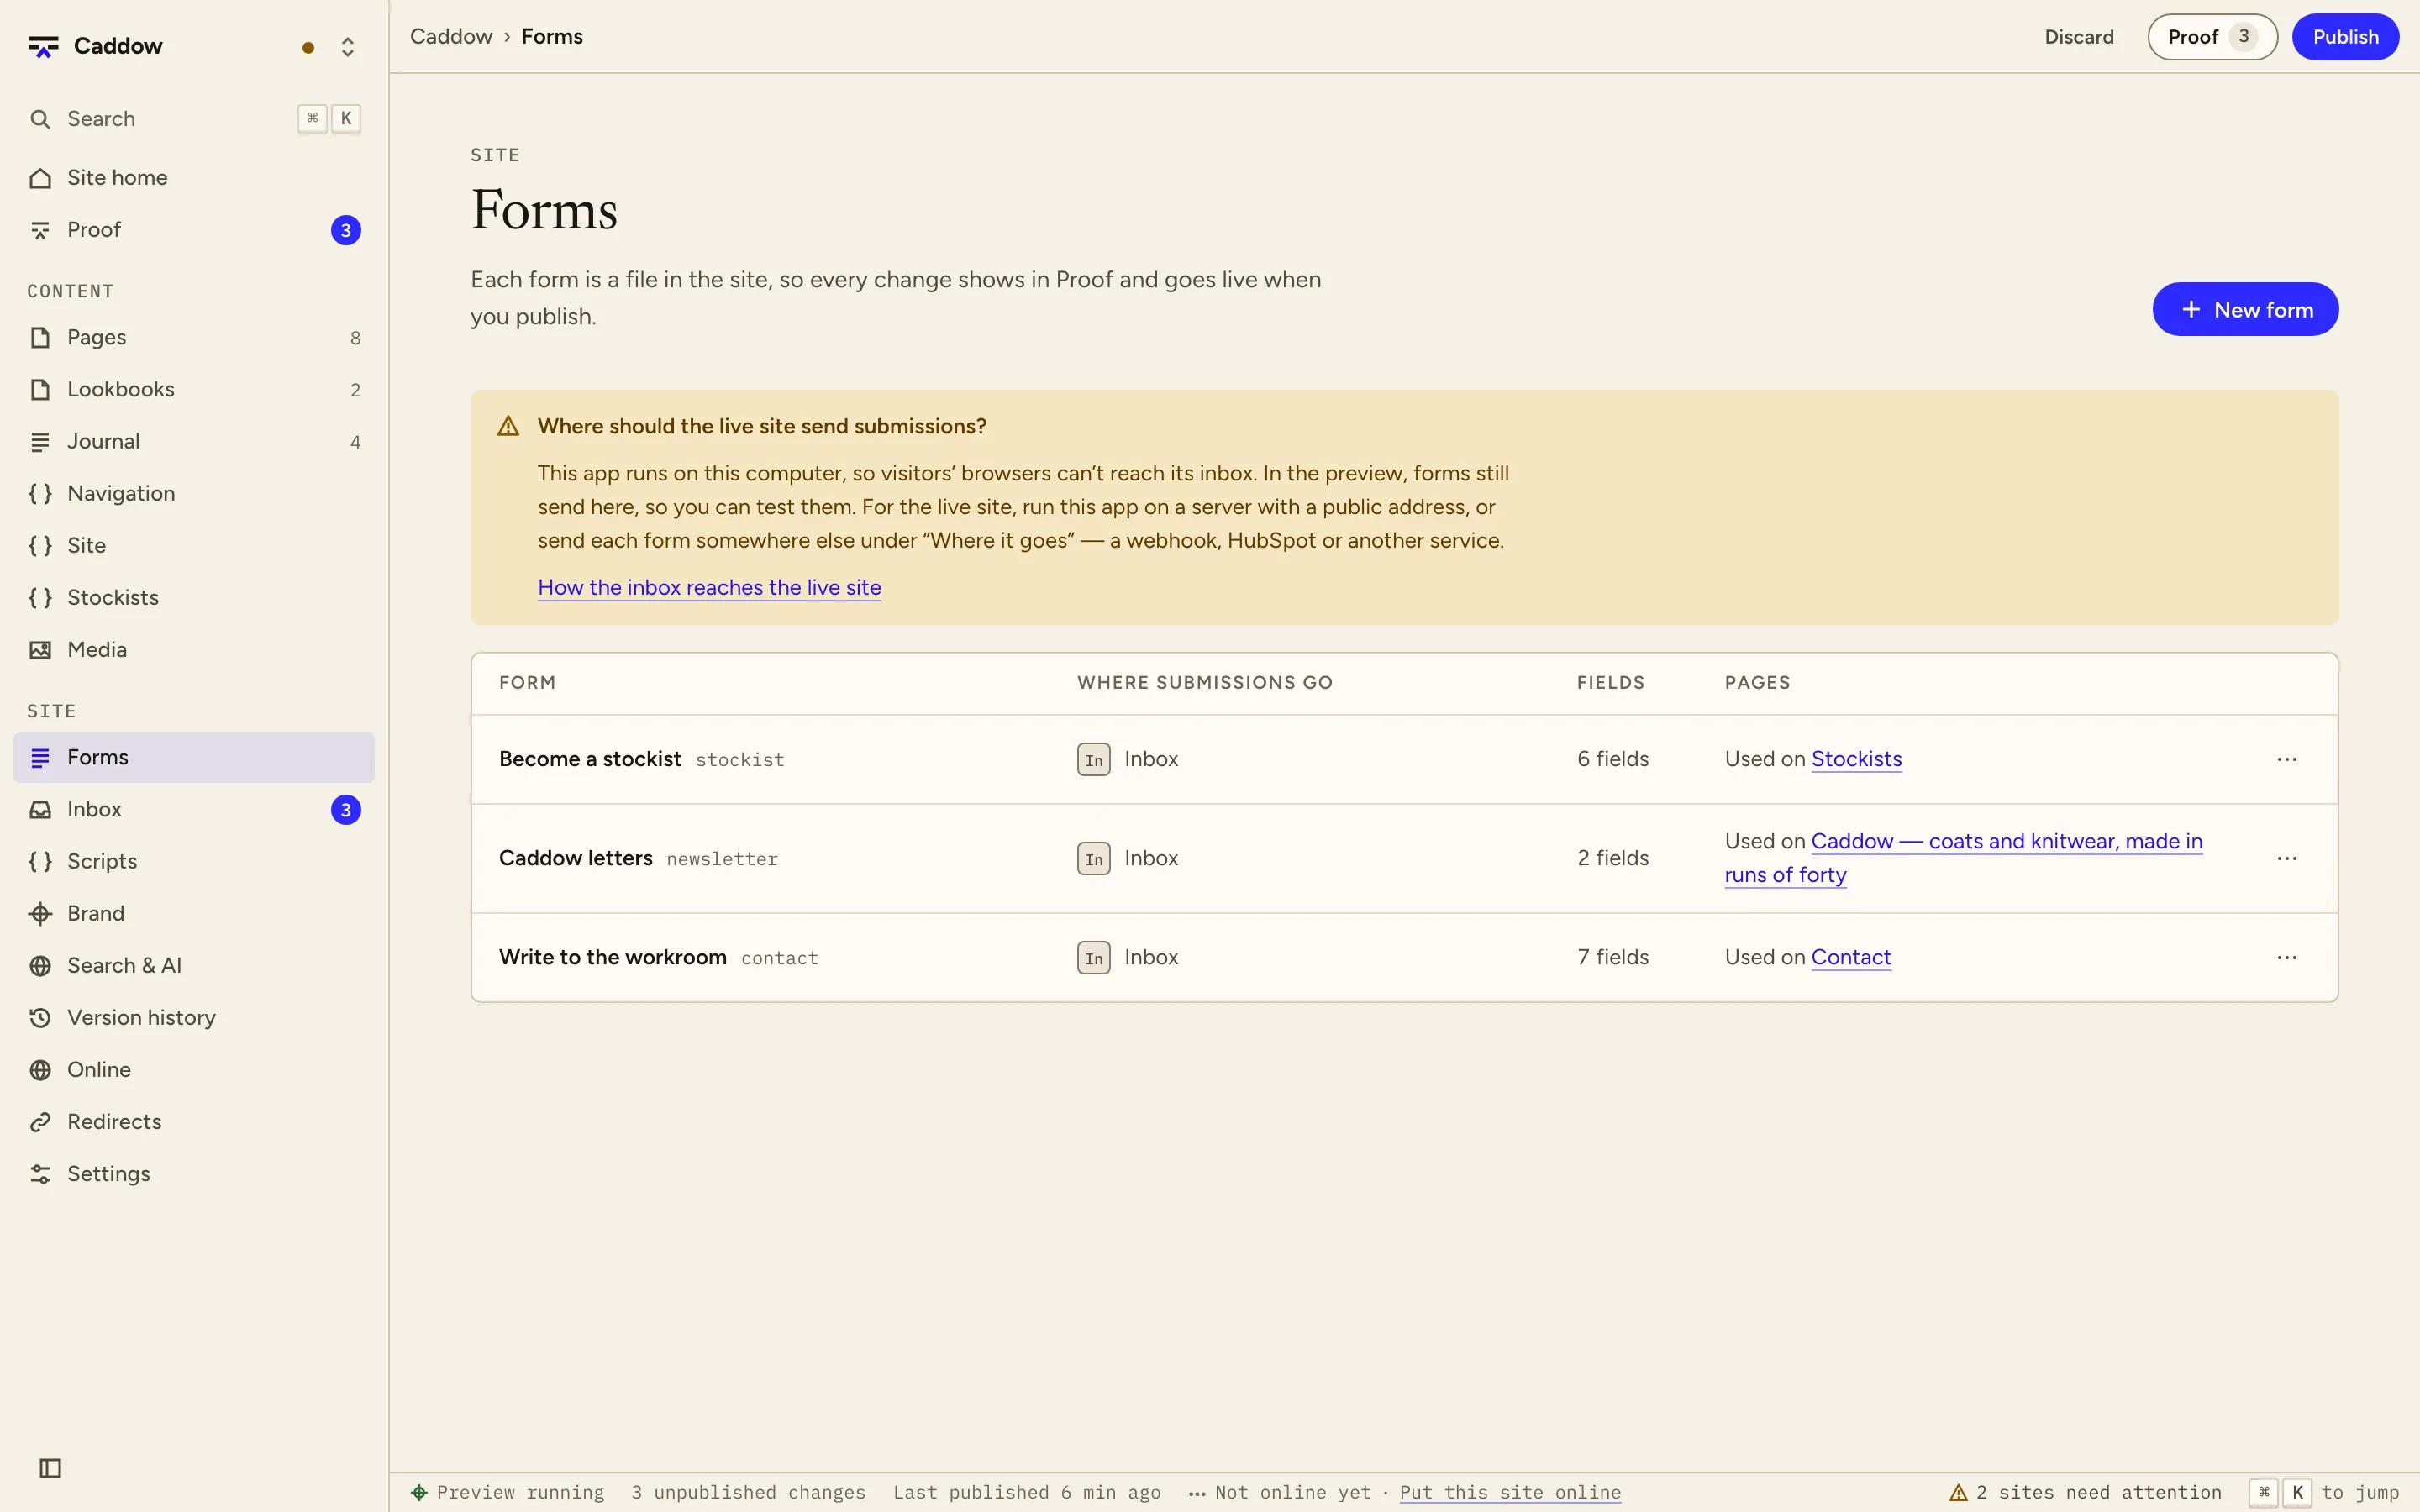 Caddow
Search ⌘ K
Site home
Proof 3
CONTENT
Pages 8
Lookbooks 2
Journal 4
Navigation
Site
Stockists
Media
SITE
Forms
Inbox 3
Scripts
Brand
Search & AI
Version history
Online
Redirects
Settings
Caddow › Forms
Discard
Proof 3
Publish
SITE
Forms
Each form is a file in the site, so every change shows in Proof and goes live when
you publish.
+ New form
Where should the live site send submissions?
This app runs on this computer, so visitors’ browsers can’t reach its inbox. In the preview, forms still
send here, so you can test them. For the live site, run this app on a server with a public address, or
send each form somewhere else under “Where it goes” — a webhook, HubSpot or another service.
How the inbox reaches the live site
FORM WHERE SUBMISSIONS GO FIELDS PAGES
Become a stockist stockist In Inbox 6 fields Used on Stockists
Caddow letters newsletter In Inbox 2 fields Used on Caddow — coats and knitwear, made in
runs of forty
Write to the workroom contact In Inbox 7 fields Used on Contact
Preview running 3 unpublished changes Last published 6 min ago Not online yet · Put this site online 2 sites need attention ⌘ K to jump